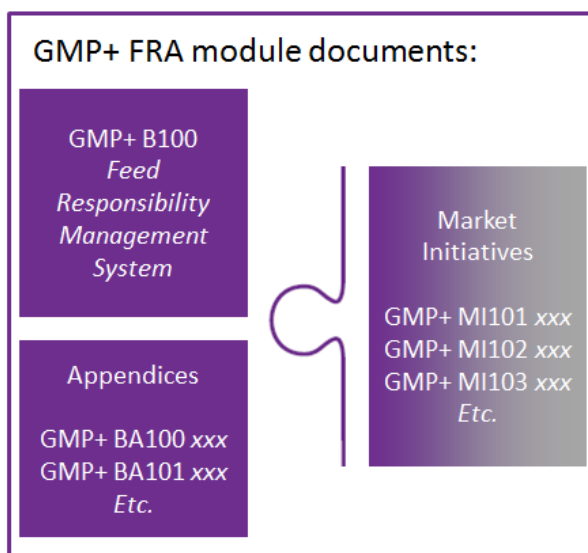 GMP+ FRA module documents:
GMP+ B100
Feed
Responsibility
Management
System
Appendices
GMP+ BA100 xxx
GMP+ BA101 xxx
Etc.
Market
Initiatives
GMP+ MI101 xxx
GMP+ MI102 xxx
GMP+ MI103 xxx
Etc.